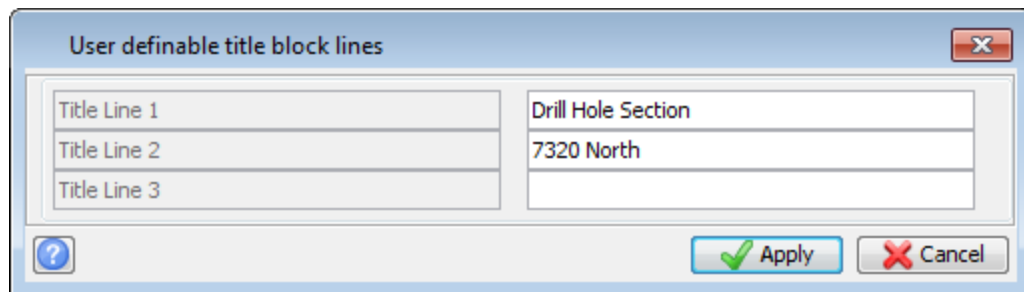 User definable title block lines
Title Line 1 Drill Hole Section
Title Line 2 7320 North
Title Line 3
? Apply Cancel